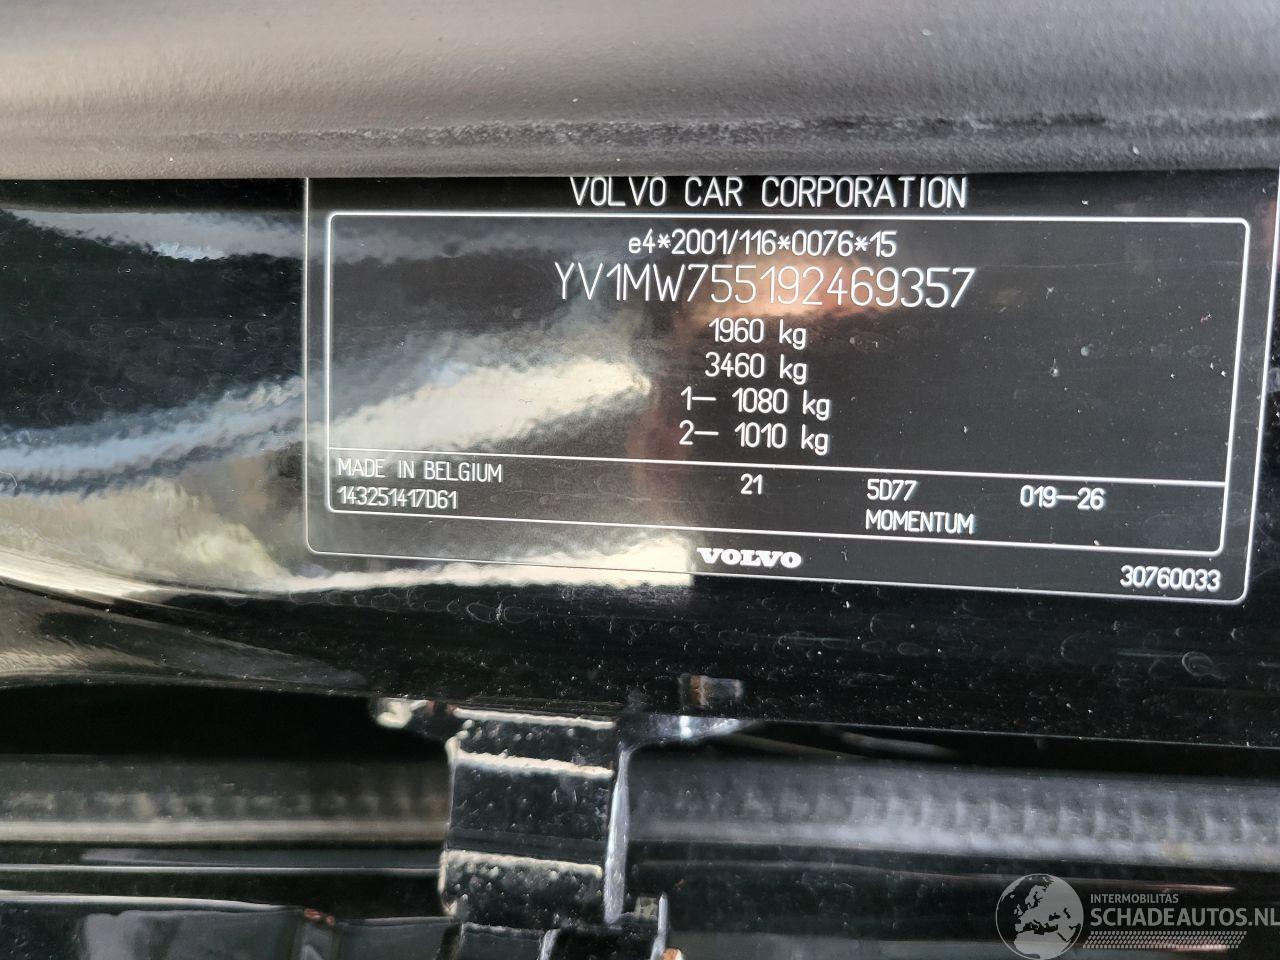 VOLVO CAR CORPORATION
e4*2001/116*0076*15
YV1MW755192469357
1960 kg
3460 kg
1– 1080 kg
2– 1010 kg
MADE IN BELGIUM 21 5D77 019–26
143251417D61 MOMENTUM
VOLVO
30760033
INTERMOBILITAS
SCHADEAUTOS.NL